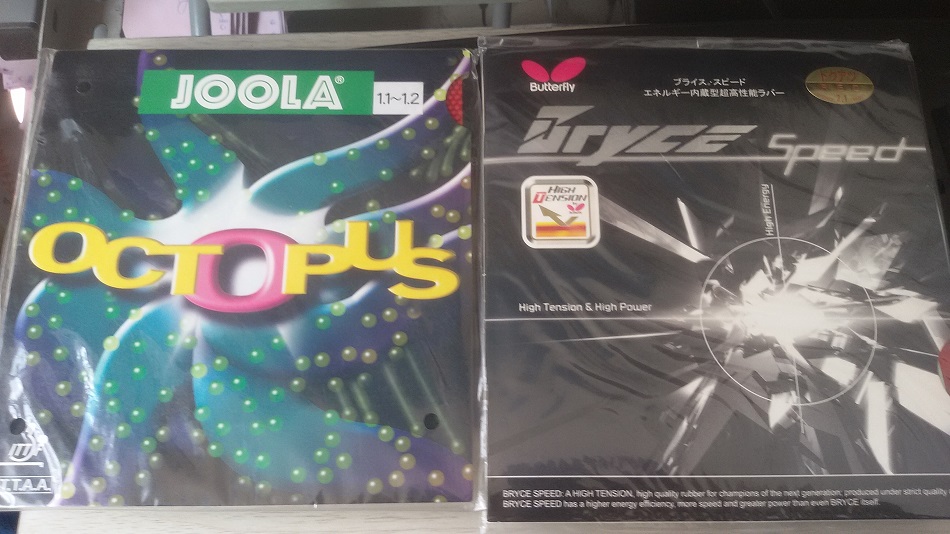 JOOLA®
1.1~1.2
OCTOPUS
ITTF
T.T.A.A.
Butterfly
ブライス・スピード
エネルギー内蔵型超高性能ラバー
Bryce Speed
HIGH
TENSION
High Energy
High Tension & High Power
BRYCE SPEED: A HIGH TENSION, high quality rubber for champions of the next generation; produced under strict quality
BRYCE SPEED has a higher energy efficiency, more speed and greater power than even BRYCE itself.